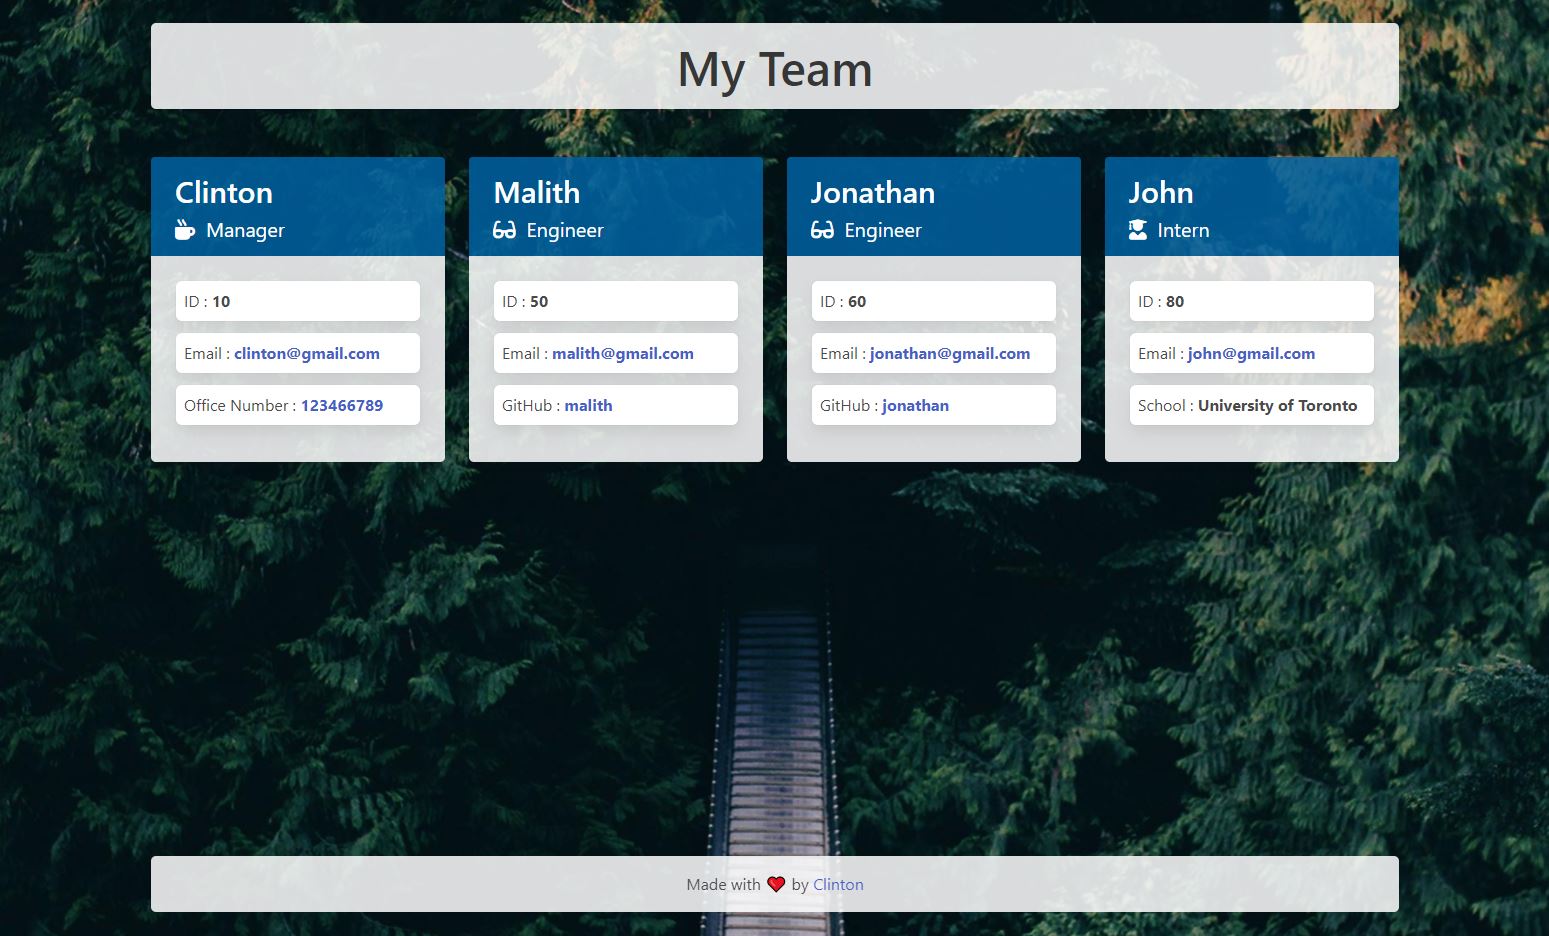 My Team
Clinton
Manager
ID : 10
Email : clinton@gmail.com
Office Number : 123466789
Malith
Engineer
ID : 50
Email : malith@gmail.com
GitHub : malith
Jonathan
Engineer
ID : 60
Email : jonathan@gmail.com
GitHub : jonathan
John
Intern
ID : 80
Email : john@gmail.com
School : University of Toronto
Made with ❤️ by Clinton